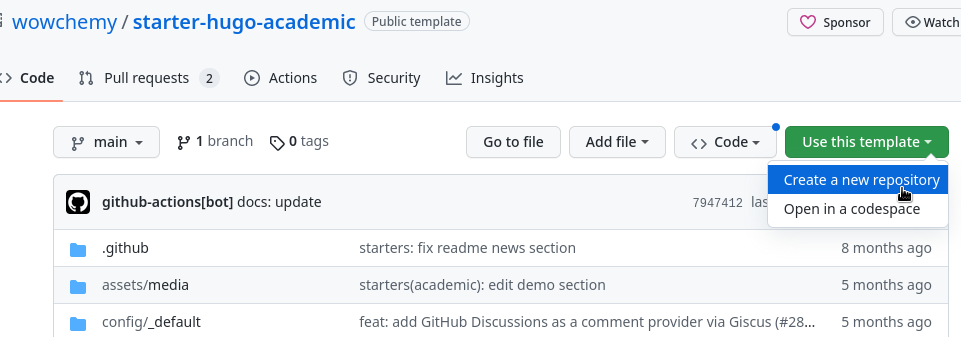 wowchemy / starter-hugo-academic Public template Sponsor Watch
Code Pull requests 2 Actions Security Insights
main 1 branch 0 tags Go to file Add file Code Use this template
Create a new repository
Open in a codespace
github-actions[bot] docs: update 7947412
.github starters: fix readme news section 8 months ago
assets/media starters(academic): edit demo section 5 months ago
config/_default feat: add GitHub Discussions as a comment provider via Giscus (#28... 5 months ago